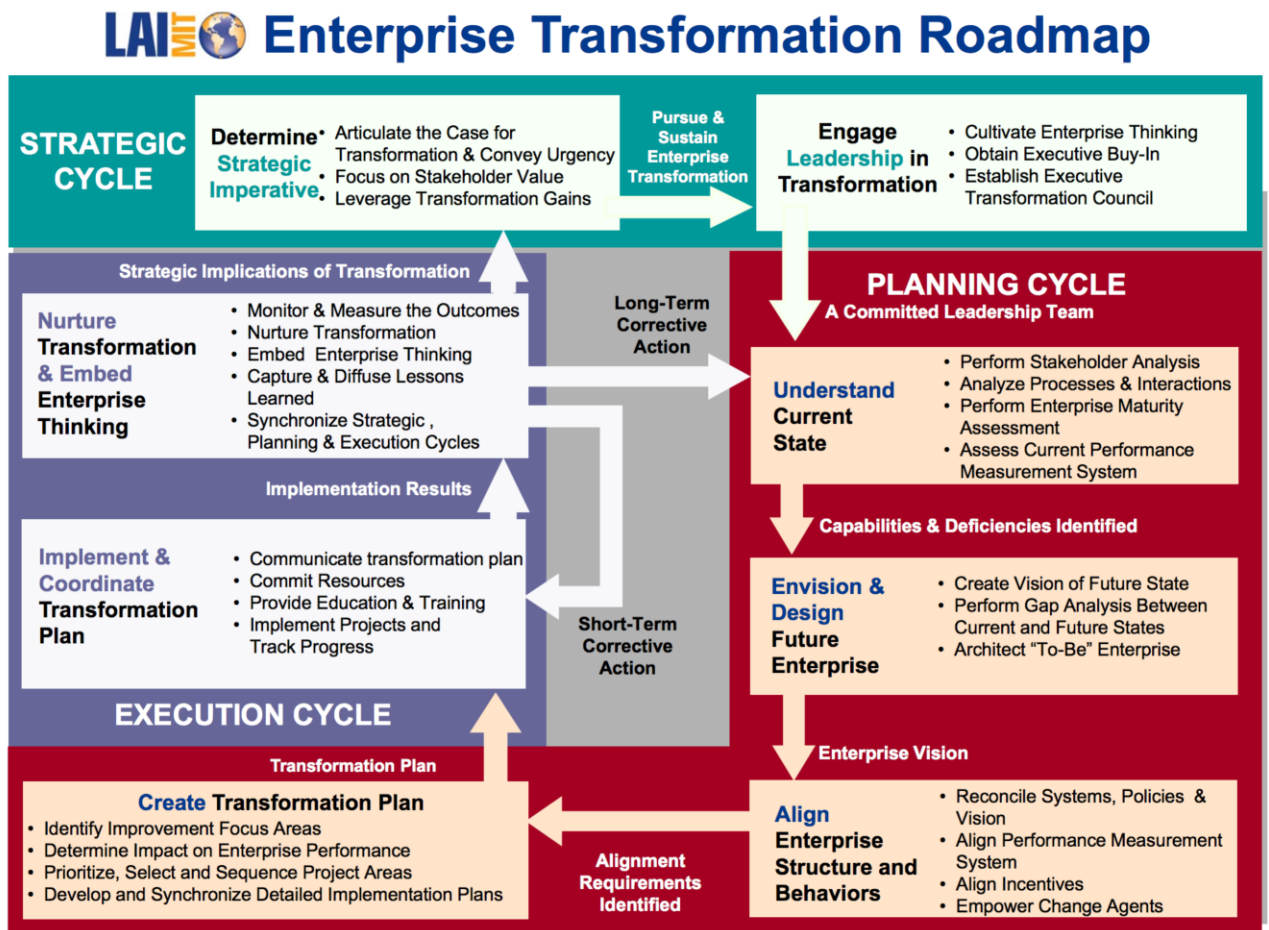 LAI MIT Enterprise Transformation Roadmap
STRATEGIC
CYCLE
Determine
Strategic
Imperative
• Articulate the Case for
Transformation & Convey Urgency
• Focus on Stakeholder Value
• Leverage Transformation Gains
Pursue &
Sustain
Enterprise
Transformation
Engage
Leadership in
Transformation
• Cultivate Enterprise Thinking
• Obtain Executive Buy-In
• Establish Executive
Transformation Council
Strategic Implications of Transformation
Nurture
Transformation
& Embed
Enterprise
Thinking
• Monitor & Measure the Outcomes
• Nurture Transformation
• Embed Enterprise Thinking
• Capture & Diffuse Lessons
Learned
• Synchronize Strategic ,
Planning & Execution Cycles
Long-Term
Corrective
Action
PLANNING CYCLE
A Committed Leadership Team
Understand
Current
State
• Perform Stakeholder Analysis
• Analyze Processes & Interactions
• Perform Enterprise Maturity
Assessment
• Assess Current Performance
Measurement System
Implementation Results
Capabilities & Deficiencies Identified
Implement &
Coordinate
Transformation
Plan
• Communicate transformation plan
• Commit Resources
• Provide Education & Training
• Implement Projects and
Track Progress
Short-Term
Corrective
Action
Envision &
Design
Future
Enterprise
• Create Vision of Future State
• Perform Gap Analysis Between
Current and Future States
• Architect “To-Be” Enterprise
EXECUTION CYCLE
Enterprise Vision
Transformation Plan
Create Transformation Plan
• Identify Improvement Focus Areas
• Determine Impact on Enterprise Performance
• Prioritize, Select and Sequence Project Areas
• Develop and Synchronize Detailed Implementation Plans
Alignment
Requirements
Identified
Align
Enterprise
Structure and
Behaviors
• Reconcile Systems, Policies &
Vision
• Align Performance Measurement
System
• Align Incentives
• Empower Change Agents